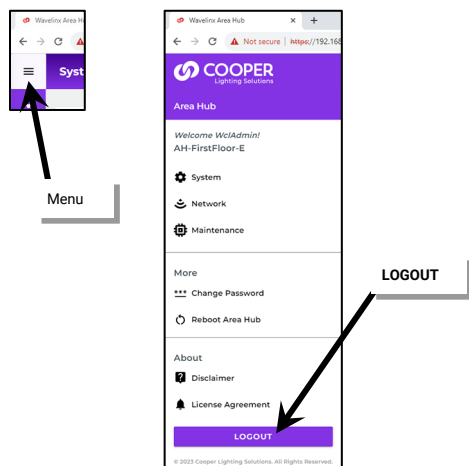 Wavelinx Area H
A
Syst
Menu
Wavelinx Area Hub
Not secure | https://192.168
COOPER
Lighting Solutions
Area Hub
Welcome WclAdmin!
AH-FirstFloor-E
System
Network
Maintenance
More
*** Change Password
Reboot Area Hub
About
Disclaimer
License Agreement
LOGOUT
© 2023 Cooper Lighting Solutions. All Rights Reserved.
LOGOUT